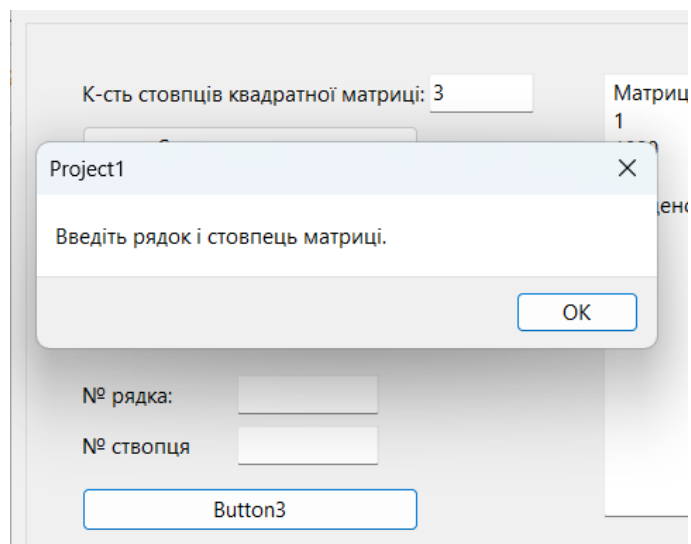 К-сть стовпців квадратної матриці: 3
Матриц
1
Project1
Введіть рядок і стовпець матриці.
OK
№ рядка:
№ ствопця
Button3